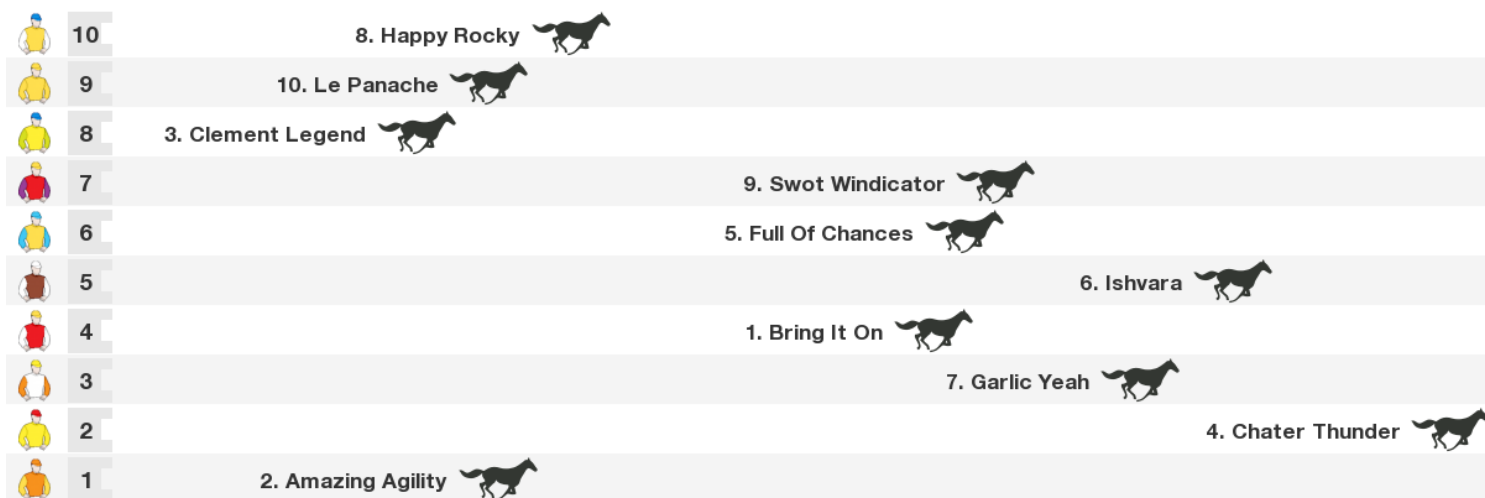 10 8. Happy Rocky
9 10. Le Panache
8 3. Clement Legend
7 9. Swot Windicator
6 5. Full Of Chances
5 6. Ishvara
4 1. Bring It On
3 7. Garlic Yeah
2 4. Chater Thunder
1 2. Amazing Agility